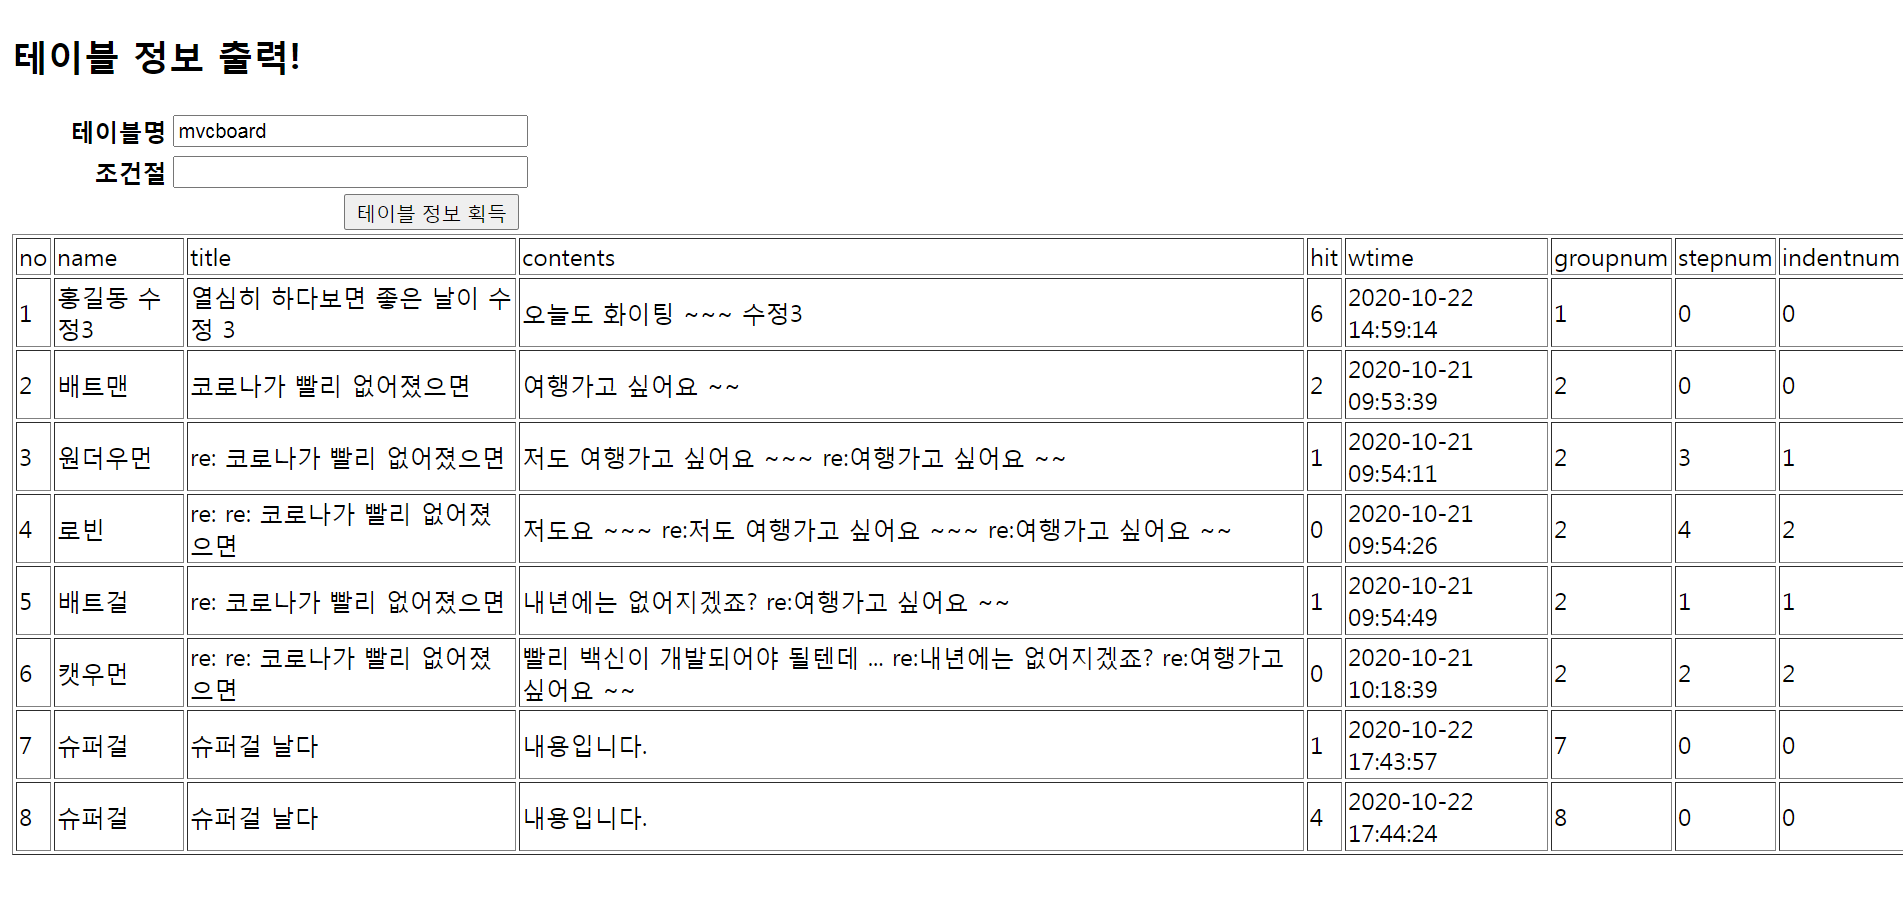 테이블 정보 출력!
테이블명 mvcboard
조건절
테이블 정보 획득
no name title contents hit wtime groupnum stepnum indentnum
1 홍길동 수정3 열심히 하다보면 좋은 날이 수정 3 오늘도 화이팅 ~~~ 수정3 6 2020-10-22 14:59:14 1 0 0
2 배트맨 코로나가 빨리 없어졌으면 여행가고 싶어요 ~~ 2 2020-10-21 09:53:39 2 0 0
3 원더우먼 re: 코로나가 빨리 없어졌으면 저도 여행가고 싶어요 ~~~ re:여행가고 싶어요 ~~ 1 2020-10-21 09:54:11 2 3 1
4 로빈 re: re: 코로나가 빨리 없어졌으면 저도요 ~~~ re:저도 여행가고 싶어요 ~~~ re:여행가고 싶어요 ~~ 0 2020-10-21 09:54:26 2 4 2
5 배트걸 re: 코로나가 빨리 없어졌으면 내년에는 없어지겠죠? re:여행가고 싶어요 ~~ 1 2020-10-21 09:54:49 2 1 1
6 캣우먼 re: re: 코로나가 빨리 없어졌으면 빨리 백신이 개발되어야 될텐데 ... re:내년에는 없어지겠죠? re:여행가고 싶어요 ~~ 0 2020-10-21 10:18:39 2 2 2
7 슈퍼걸 슈퍼걸 날다 내용입니다. 1 2020-10-22 17:43:57 7 0 0
8 슈퍼걸 슈퍼걸 날다 내용입니다. 4 2020-10-22 17:44:24 8 0 0